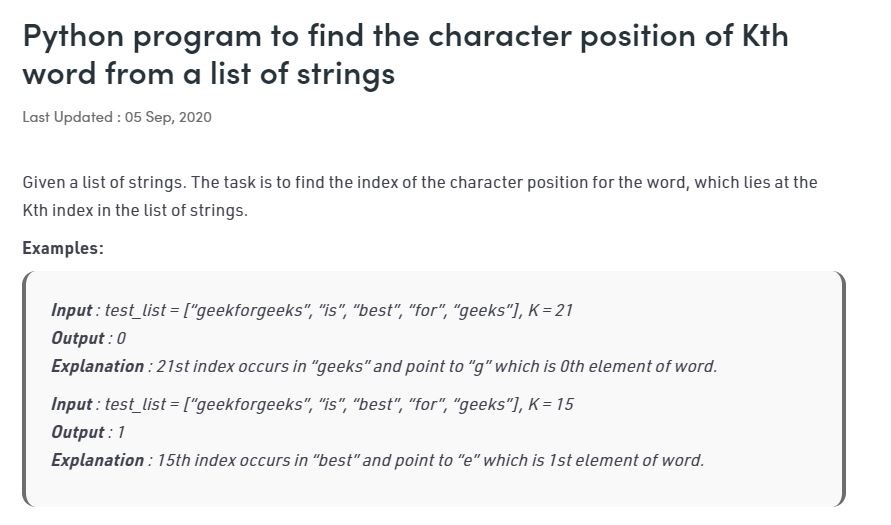 Python program to find the character position of Kth
word from a list of strings
Last Updated : 05 Sep, 2020
Given a list of strings. The task is to find the index of the character position for the word, which lies at the
Kth index in the list of strings.
Examples:
Input : test_list = [“geekforgeeks”, “is”, “best”, “for”, “geeks”], K = 21
Output : 0
Explanation : 21st index occurs in “geeks” and point to “g” which is 0th element of word.
Input : test_list = [“geekforgeeks”, “is”, “best”, “for”, “geeks”], K = 15
Output : 1
Explanation : 15th index occurs in “best” and point to “e” which is 1st element of word.